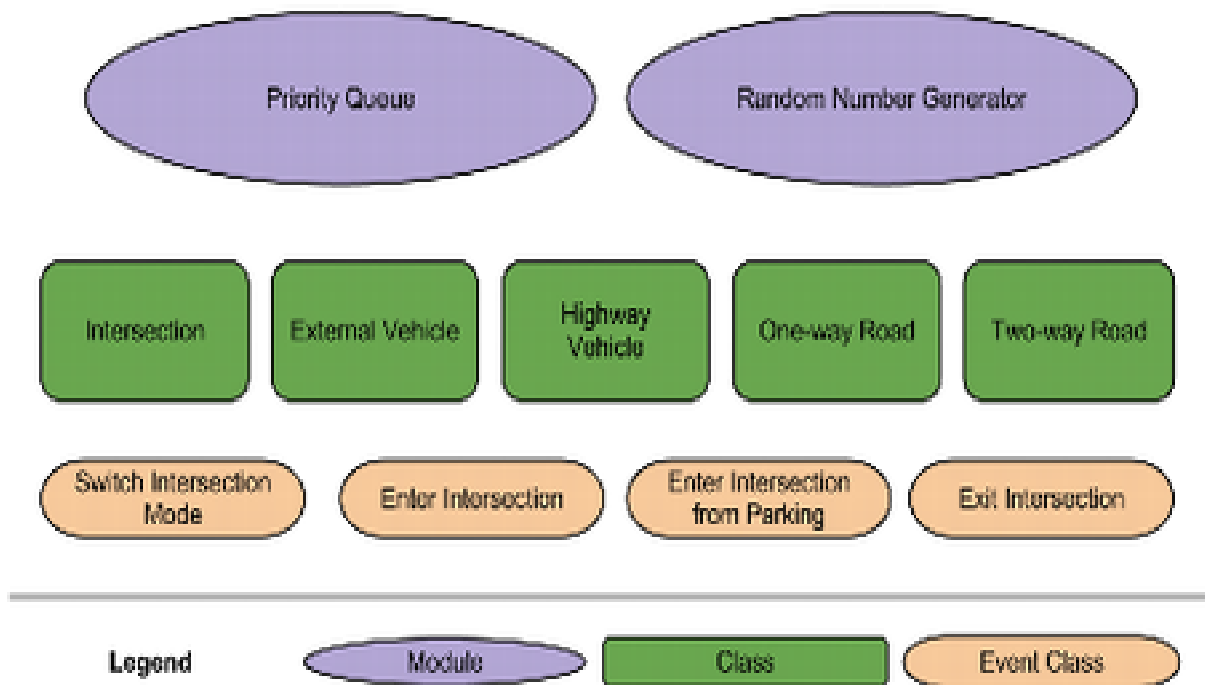 Priority Queue
Random Number Generator
Intersection
External Vehicle
Highway
Vehicle
One-way Road
Two-way Road
Switch Intersection
Mode
Enter Intersection
Enter Intersection
from Parking
Exit Intersection
Legend
Module
Class
Event Class